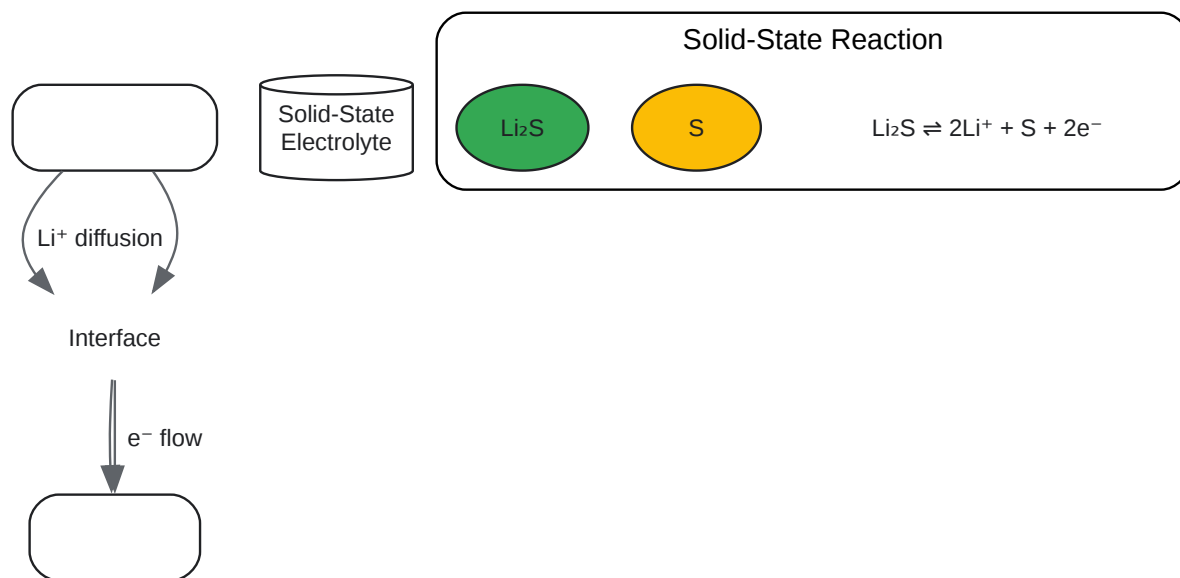 Solid-State Reaction
Solid-State
Electrolyte
Li₂S
S
Li₂S ⇌ 2Li⁺ + S + 2e⁻
Li⁺ diffusion
Interface
e⁻ flow